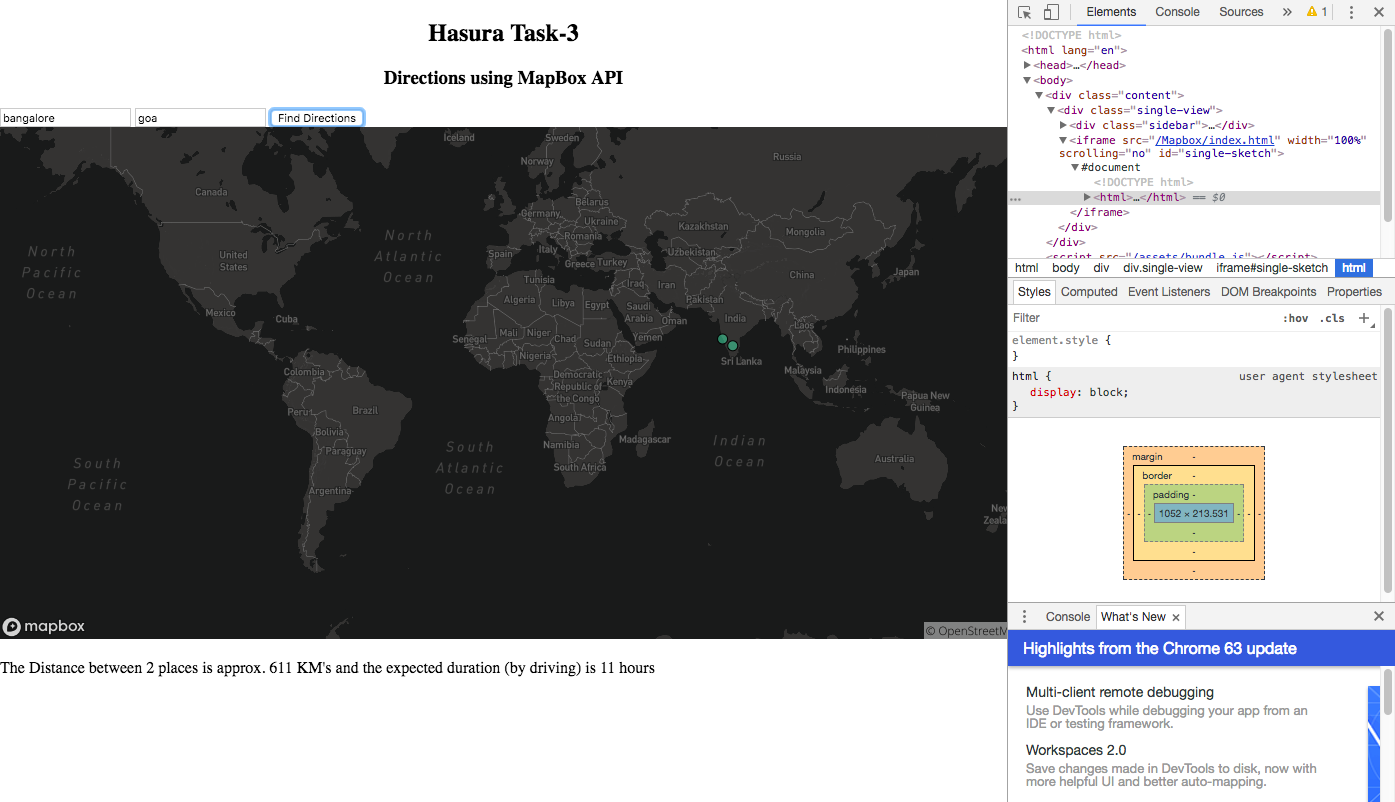 Hasura Task-3
Directions using MapBox API
bangalore goa Find Directions
Iceland
Sweden
Norway
Russia
Canada
Germany
Belarus
Ukraine
Romania
Kazakhstan
Mongolia
North
Pacific
Ocean
North
Atlantic
Ocean
United
States
Spain
Italy
Greece
Turkey
Uzbekistan
China
Japan
Tunisia
Iraq
Iran
Pakistan
Algeria
Libya
Egypt
Saudi
Arabia
Oman
India
Mexico
Cuba
Laos
Senegal
Mali
Niger
Chad
Sudan
Yemen
Nigeria
Ethiopia
Philippines
Sri Lanka
Malaysia
Colombia
Democratic
Republic of
the Congo
Kenya
Indonesia
Papua New
Guinea
Peru
Brazil
Angola
Bolivia
Paraguay
Namibia
Madagascar
South
Atlantic
Ocean
Indian
Ocean
South
Pacific
Ocean
South Africa
Australia
Argentina
New
Zeala
mapbox
© OpenStreetM
The Distance between 2 places is approx. 611 KM's and the expected duration (by driving) is 11 hours
Elements Console Sources » 1
<!DOCTYPE html>
<html lang="en">
<head>…</head>
<body>
<div class="content">
<div class="single-view">
<div class="sidebar">…</div>
<iframe src="/Mapbox/index.html" width="100%"
scrolling="no" id="single-sketch">
#document
<!DOCTYPE html>
… <html>…</html> == $0
</iframe>
</div>
</div>
<script src="/assets/bundle.js"></script>
html body div div.single-view iframe#single-sketch html
Styles Computed Event Listeners DOM Breakpoints Properties
Filter :hov .cls +
element.style {
}
html { user agent stylesheet
display: block;
}
margin -
border -
padding -
- - - 1052 × 213.531 - - -
-
-
-
Console What's New ×
Highlights from the Chrome 63 update
Multi-client remote debugging
Use DevTools while debugging your app from an
IDE or testing framework.
Workspaces 2.0
Save changes made in DevTools to disk, now with
more helpful UI and better auto-mapping.